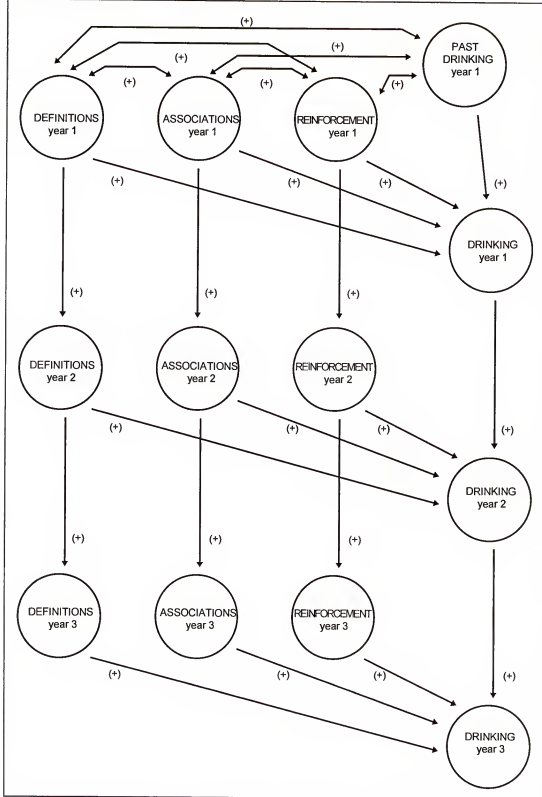 (+)
PAST
DRINKING
year 1
(+)
(+)
(+)
(+)
(+)
DEFINITIONS
year 1
ASSOCIATIONS
year 1
REINFORCEMENT
year 1
(+)
(+)
(+)
(+)
DRINKING
year 1
(+)
(+)
(+)
DEFINITIONS
year 2
ASSOCIATIONS
year 2
REINFORCEMENT
year 2
(+)
(+)
(+)
(+)
DRINKING
year 2
(+)
(+)
(+)
DEFINITIONS
year 3
ASSOCIATIONS
year 3
REINFORCEMENT
year 3
(+)
(+)
(+)
(+)
DRINKING
year 3